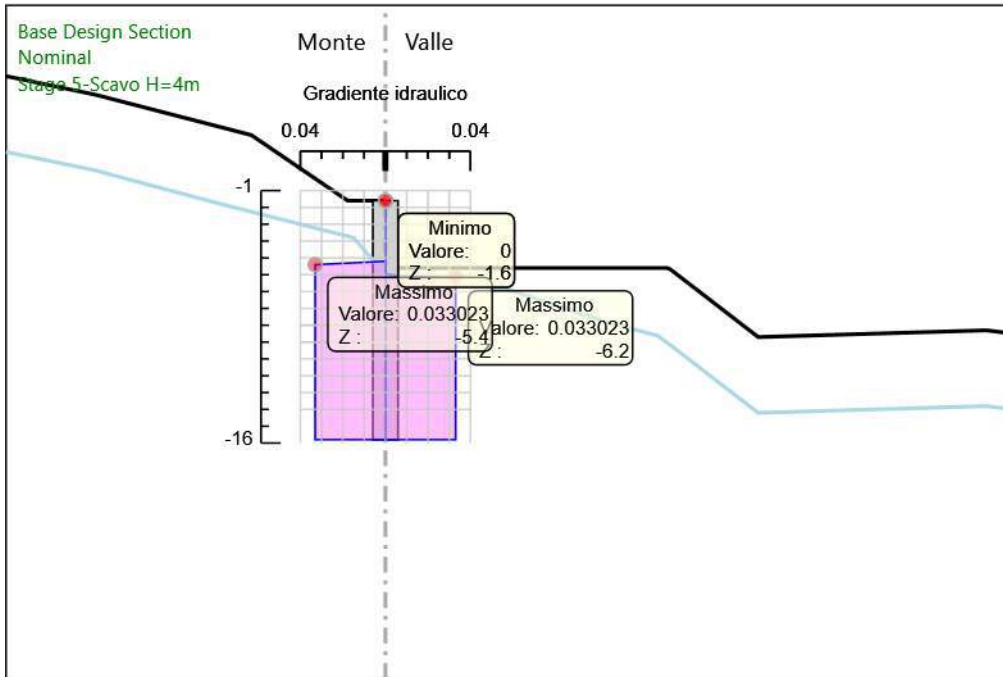 Base Design Section
Nominal
Stage 5-Scavo H=4m
Monte Valle
Gradiente idraulico
0.04 0.04
-1
Minimo
Valore: 0
Z : -1.6
Massimo
Valore: 0.033023
Z : -5.4
Massimo
Valore: 0.033023
Z : -6.2
-16